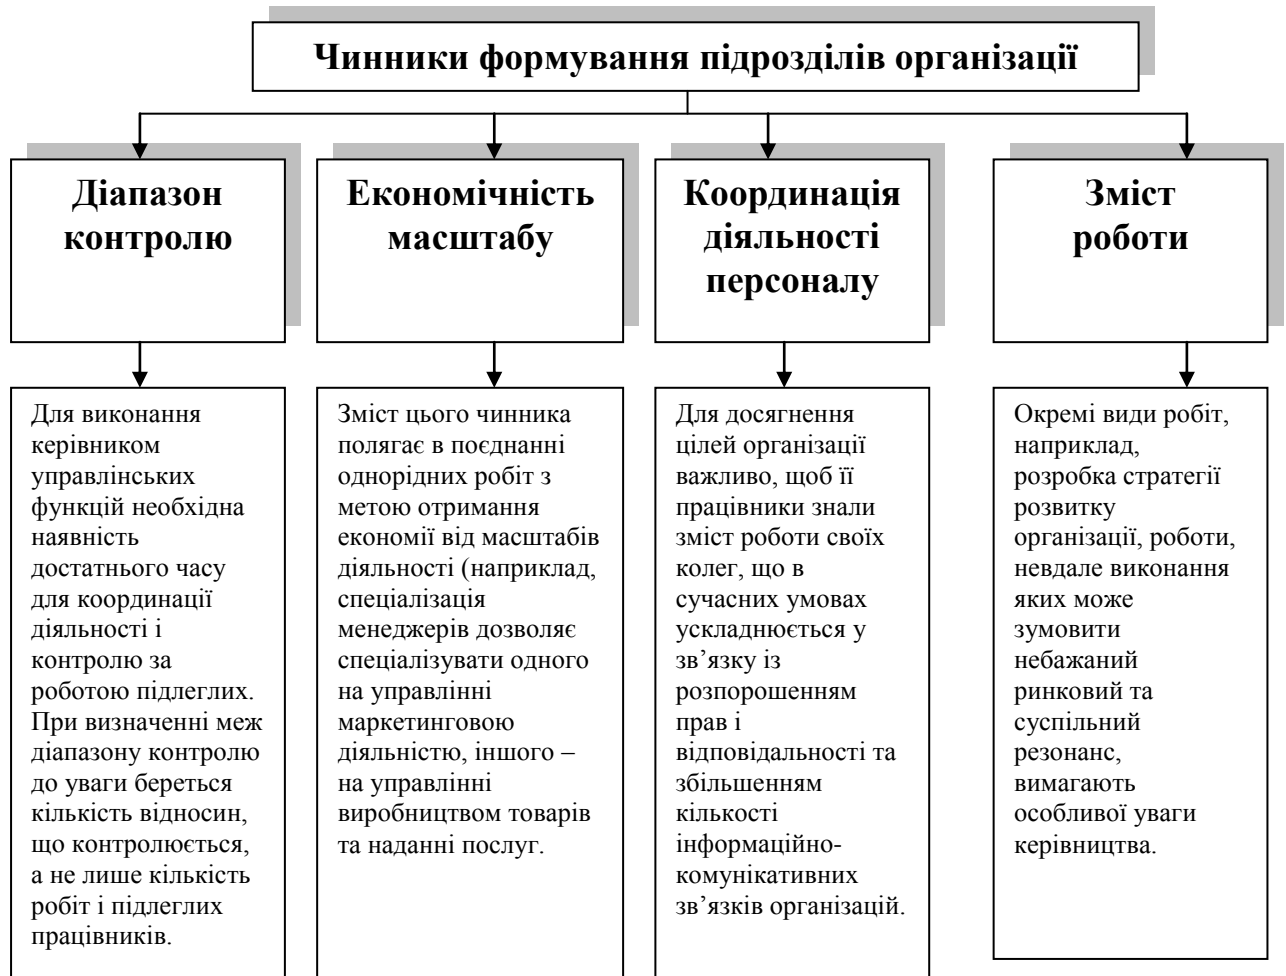 Чинники формування підрозділів організації
Діапазон
контролю
Економічність
масштабу
Координація
діяльності
персоналу
Зміст
роботи
Для виконання
керівником
управлінських
функцій необхідна
наявність
достатнього часу
для координації
діяльності і
контролю за
роботою підлеглих.
При визначенні меж
діапазону контролю
до уваги береться
кількість відносин,
що контролюється,
а не лише кількість
робіт і підлеглих
працівників.
Зміст цього чинника
полягає в поєднанні
однорідних робіт з
метою отримання
економії від масштабів
діяльності (наприклад,
спеціалізація
менеджерів дозволяє
спеціалізувати одного
на управлінні
маркетинговою
діяльністю, іншого –
на управлінні
виробництвом товарів
та наданні послуг.
Для досягнення
цілей організації
важливо, щоб її
працівники знали
зміст роботи своїх
колег, що в
сучасних умовах
ускладнюється у
зв’язку із
розпорошенням
прав і
відповідальності та
збільшенням
кількості
інформаційно-
комунікативних
зв’язків організацій.
Окремі види робіт,
наприклад,
розробка стратегії
розвитку
організації, роботи,
невдале виконання
яких може
зумовити
небажаний
ринковий та
суспільний
резонанс,
вимагають
особливої уваги
керівництва.